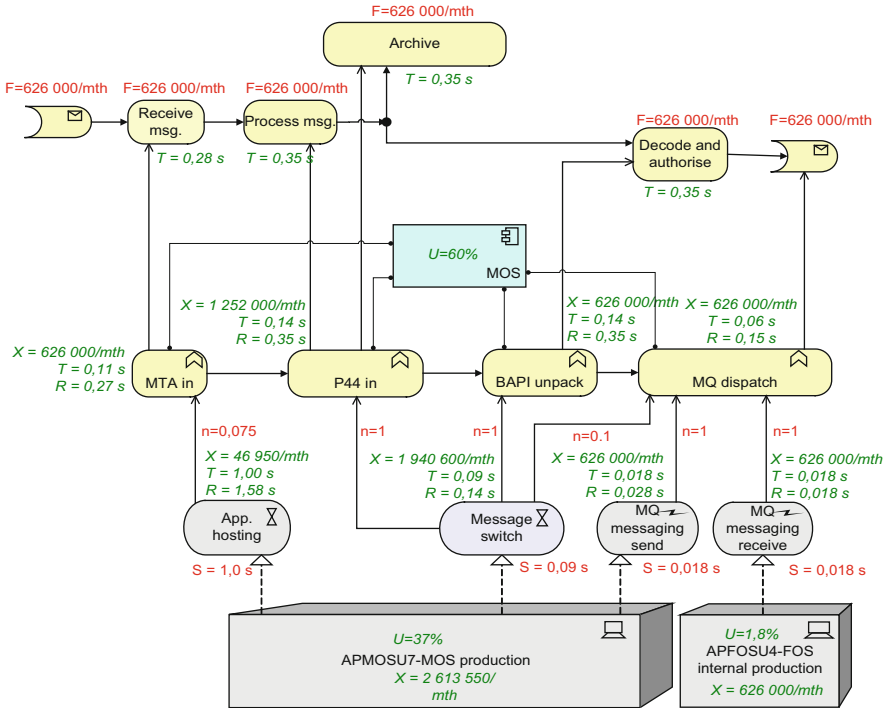 F=626 000/mth
Archive
T = 0,35 s
F=626 000/mth
F=626 000/mth
F=626 000/mth
Receive
msg.
Process msg.
T = 0,28 s
T = 0,35 s
F=626 000/mth
F=626 000/mth
Decode and
authorise
T = 0,35 s
U=60%
MOS
X = 626 000/mth
T = 0,11 s
R = 0,27 s
X = 1 252 000/mth
T = 0,14 s
R = 0,35 s
X = 626 000/mth
T = 0,14 s
R = 0,35 s
X = 626 000/mth
T = 0,06 s
R = 0,15 s
MTA in
P44 in
BAPI unpack
MQ dispatch
n=0,075
n=1
n=1
n=0.1
n=1
n=1
X = 46 950/mth
T = 1,00 s
R = 1,58 s
X = 1 940 600/mth
T = 0,09 s
R = 0,14 s
X = 626 000/mth
T = 0,018 s
R = 0,028 s
X = 626 000/mth
T = 0,018 s
R = 0,018 s
App.
hosting
Message
switch
MQ
messaging
send
MQ
messaging
receive
S = 1,0 s
S = 0,09 s
S = 0,018 s
S = 0,018 s
U=37%
APMOSU7-MOS production
X = 2 613 550/
mth
U=1,8%
APFOSU4-FOS
internal production
X = 626 000/mth